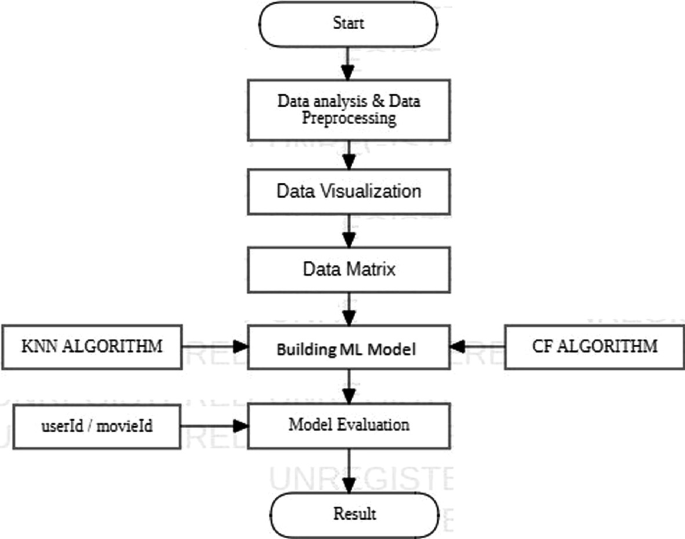 Start
Data analysis & Data
Preprocessing
Data Visualization
Data Matrix
KNN ALGORITHM
Building ML Model
CF ALGORITHM
userId / movieId
Model Evaluation
UNREGISTE
Result